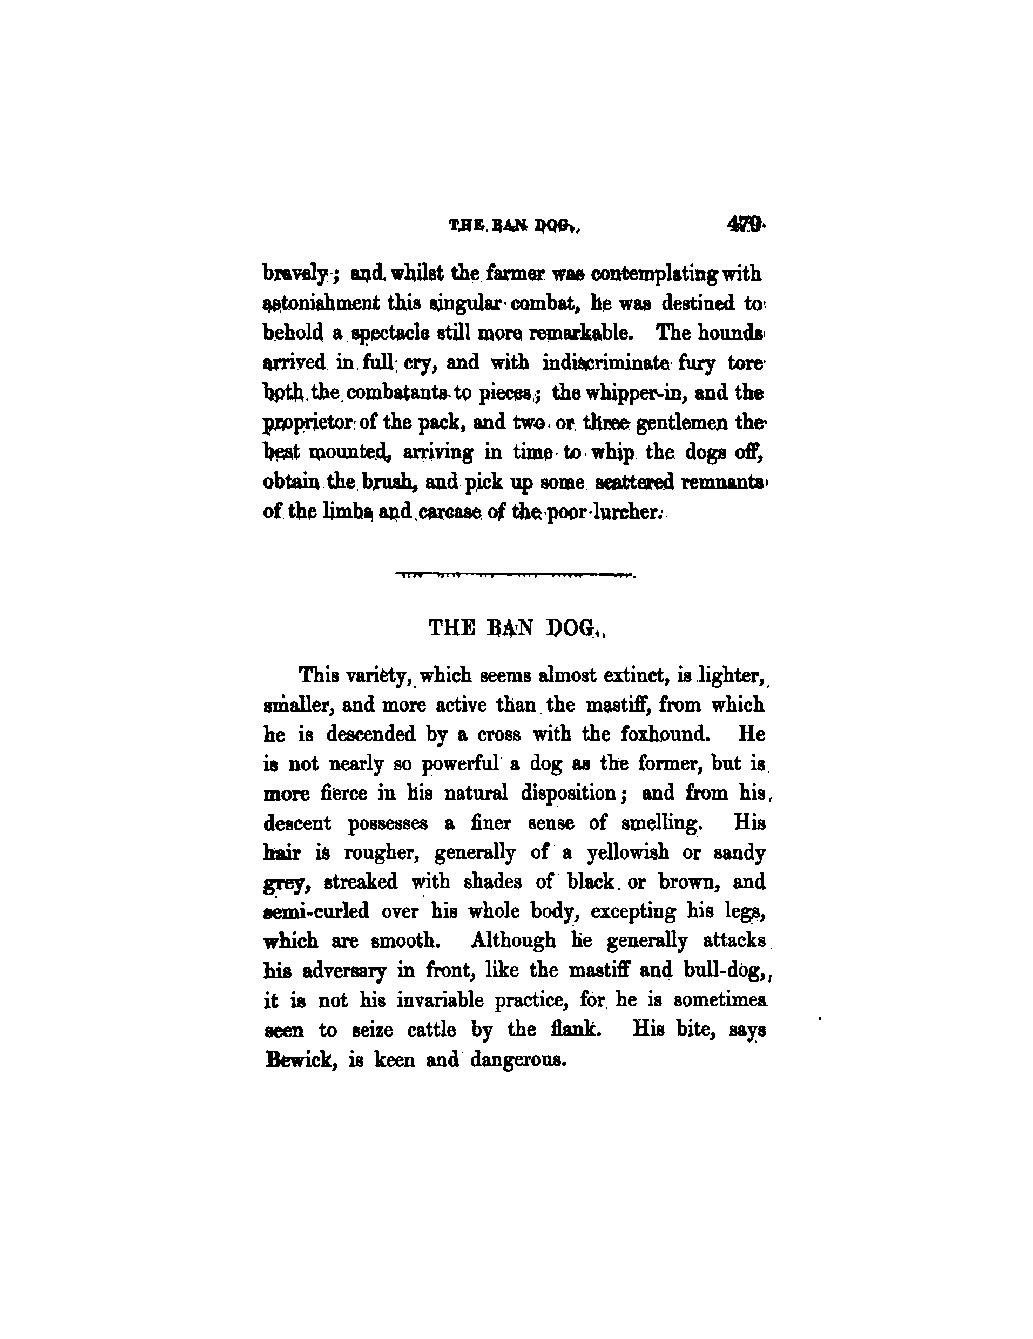 THE BAN DOG. 479
bravely; and whilst the farmer was contemplating with
astonishment this singular combat, he was destined to
behold a spectacle still more remarkable. The hounds
arrived in full cry, and with indiscriminate fury tore
both the combatants to pieces; the whipper-in, and the
proprietor of the pack, and two or three gentlemen the
best mounted, arriving in time to whip the dogs off,
obtain the brush, and pick up some scattered remnants
of the limbs and carcase of the poor lurcher.
THE BAN DOG.
This variety, which seems almost extinct, is lighter,
smaller, and more active than the mastiff, from which
he is descended by a cross with the foxhound. He
is not nearly so powerful a dog as the former, but is
more fierce in his natural disposition; and from his
descent possesses a finer sense of smelling. His
hair is rougher, generally of a yellowish or sandy
grey, streaked with shades of black or brown, and
semi-curled over his whole body, excepting his legs,
which are smooth. Although he generally attacks
his adversary in front, like the mastiff and bull-dog,
it is not his invariable practice, for he is sometimes
seen to seize cattle by the flank. His bite, says
Bewick, is keen and dangerous.